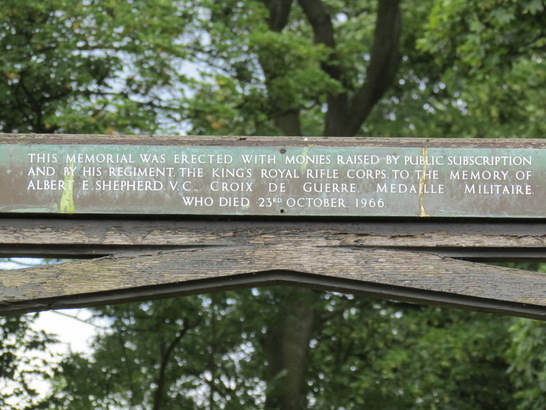 THIS MEMORIAL WAS ERECTED WITH MONIES RAISED BY PUBLIC SUBSCRIPTION
AND BY HIS REGIMENT THE KING'S ROYAL RIFLE CORPS. TO THE MEMORY OF
ALBERT E. SHEPHERD. V.C., CROIX DE GUERRE, MEDAILLE MILITAIRE.
WHO DIED 23RD OCTOBER, 1966.